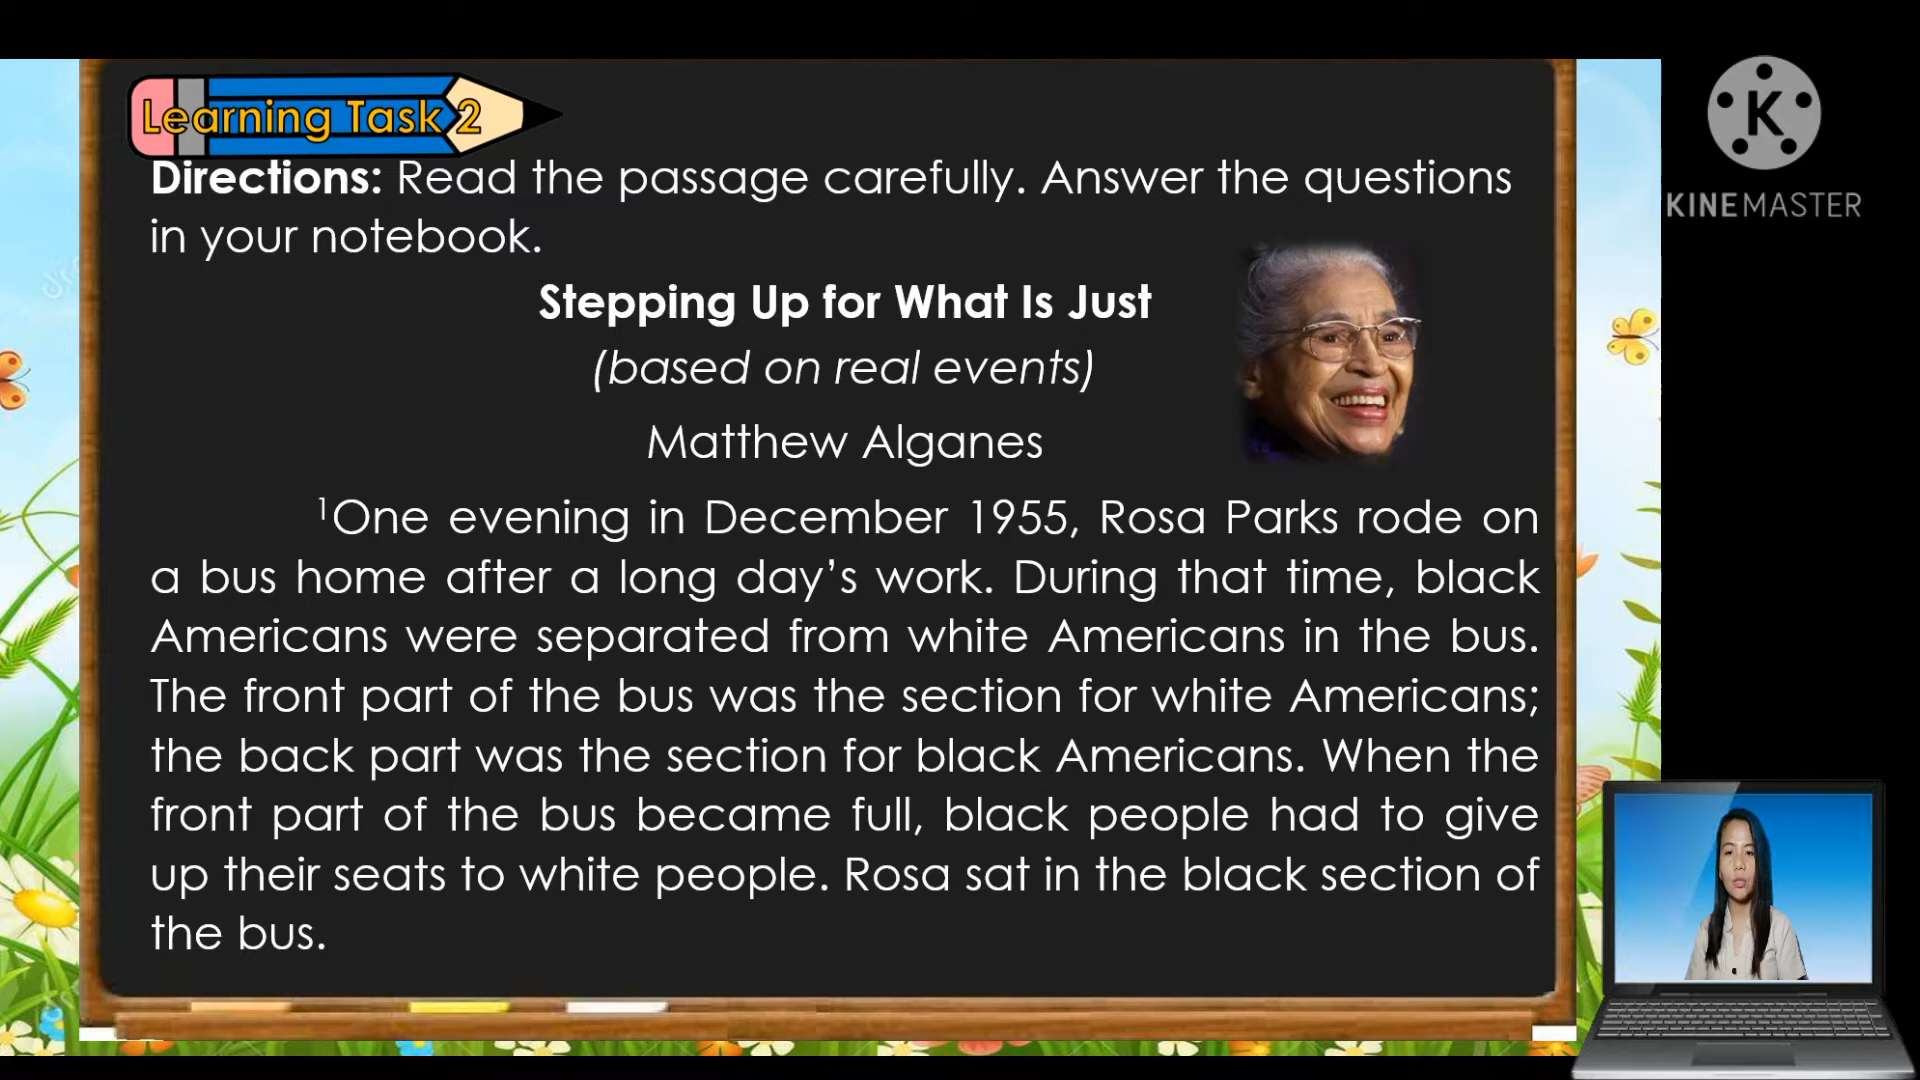 Learning Task 2
Directions: Read the passage carefully. Answer the questions
in your notebook.
Stepping Up for What Is Just
(based on real events)
Matthew Alganes
¹One evening in December 1955, Rosa Parks rode on
a bus home after a long day’s work. During that time, black
Americans were separated from white Americans in the bus.
The front part of the bus was the section for white Americans;
the back part was the section for black Americans. When the
front part of the bus became full, black people had to give
up their seats to white people. Rosa sat in the black section of
the bus.
K
KINEMASTER